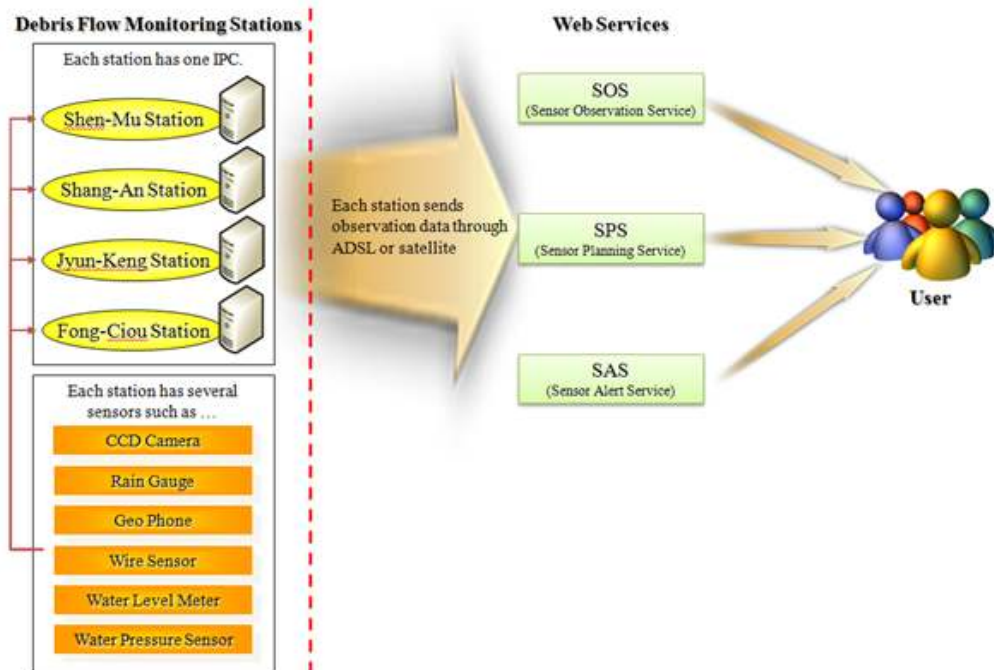 Debris Flow Monitoring Stations
Each station has one IPC.
Shen-Mu Station
Shang-An Station
Jyun-Keng Station
Fong-Ciou Station
Each station has several
sensors such as …
CCD Camera
Rain Gauge
Geo Phone
Wire Sensor
Water Level Meter
Water Pressure Sensor
Each station sends
observation data through
ADSL or satellite
Web Services
SOS
(Sensor Observation Service)
SPS
(Sensor Planning Service)
SAS
(Sensor Alert Service)
User